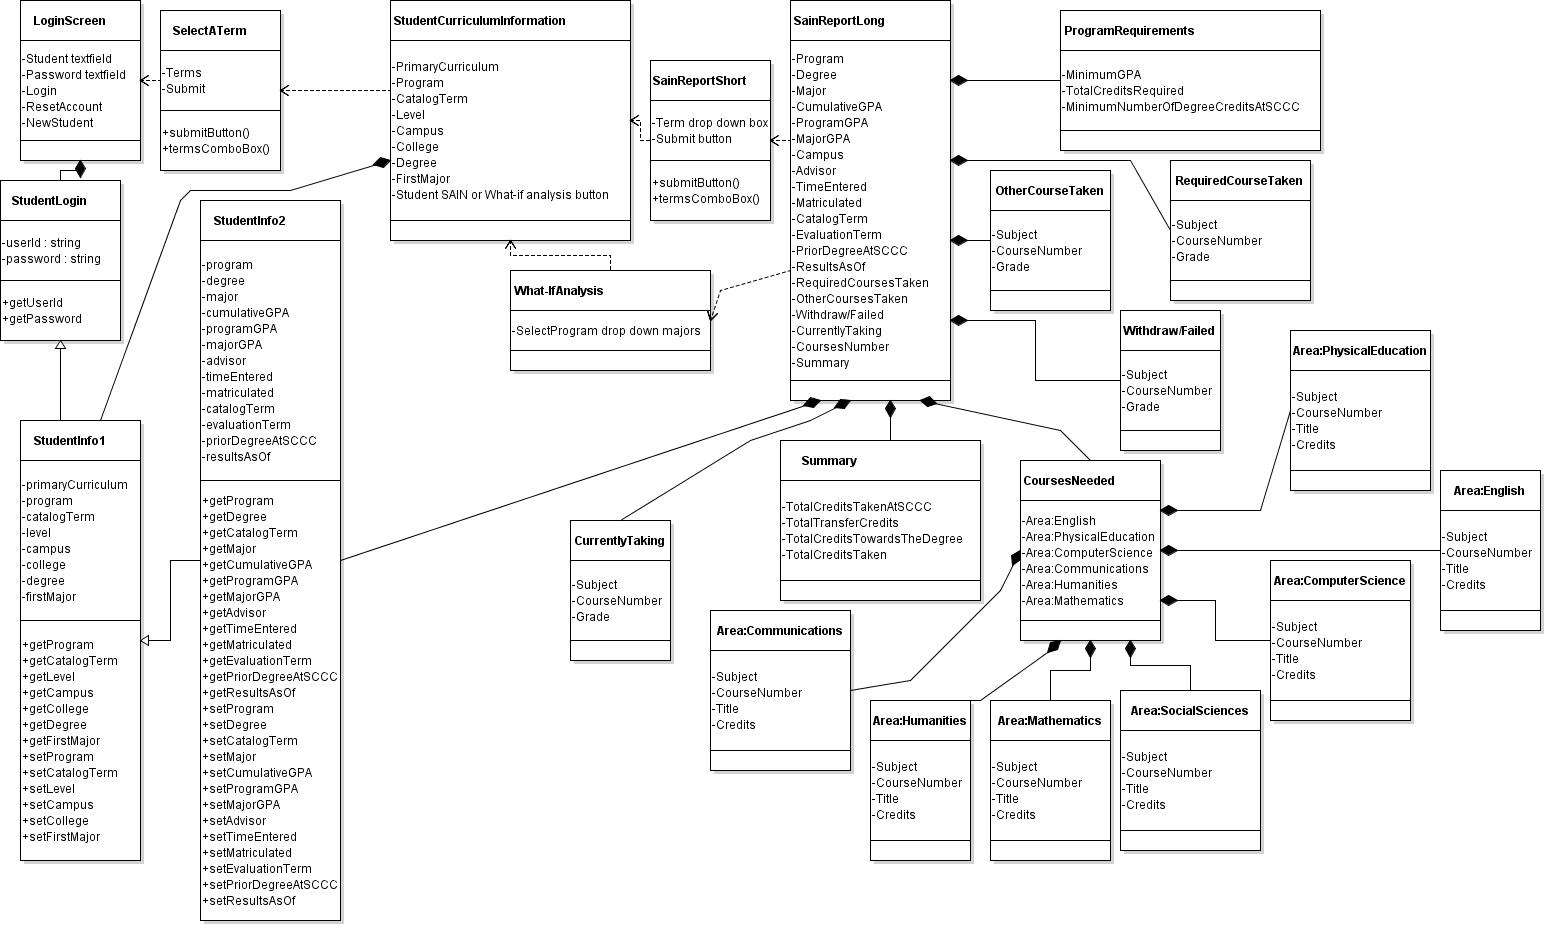 LoginScreen
-Student textfield
-Password textfield
-Login
-ResetAccount
-NewStudent
SelectATerm
-Terms
-Submit
+submitButton()
+termsComboBox()
StudentCurriculumInformation
-PrimaryCurriculum
-Program
-CatalogTerm
-Level
-Campus
-College
-Degree
-FirstMajor
-Student SAIN or What-if analysis button
SainReportShort
-Term drop down box
-Submit button
+submitButton()
+termsComboBox()
SainReportLong
-Program
-Degree
-Major
-CumulativeGPA
-ProgramGPA
-MajorGPA
-Campus
-Advisor
-TimeEntered
-Matriculated
-CatalogTerm
-EvaluationTerm
-PriorDegreeAtSCCC
-ResultsAsOf
-RequiredCoursesTaken
-OtherCoursesTaken
-Withdraw/Failed
-CurrentlyTaking
-CoursesNumber
-Summary
ProgramRequirements
-MinimumGPA
-TotalCreditsRequired
-MinimumNumberOfDegreeCreditsAtSCCC
OtherCourseTaken
-Subject
-CourseNumber
-Grade
RequiredCourseTaken
-Subject
-CourseNumber
-Grade
StudentLogin
-userId : string
-password : string
+getUserId
+getPassword
StudentInfo2
-program
-degree
-major
-cumulativeGPA
-programGPA
-majorGPA
-advisor
-timeEntered
-matriculated
-catalogTerm
-evaluationTerm
-priorDegreeAtSCCC
-resultsAsOf
+getProgram
+getDegree
+getCatalogTerm
+getMajor
+getCumulativeGPA
+getProgramGPA
+getMajorGPA
+getAdvisor
+getTimeEntered
+getMatriculated
+getEvaluationTerm
+getPriorDegreeAtSCCC
+getResultsAsOf
+setProgram
+setDegree
+setCatalogTerm
+setMajor
+setCumulativeGPA
+setProgramGPA
+setMajorGPA
+setAdvisor
+setTimeEntered
+setMatriculated
+setEvaluationTerm
+setPriorDegreeAtSCCC
+setResultsAsOf
What-IfAnalysis
-SelectProgram drop down majors
Withdraw/Failed
-Subject
-CourseNumber
-Grade
Area:PhysicalEducation
-Subject
-CourseNumber
-Title
-Credits
StudentInfo1
-primaryCurriculum
-program
-catalogTerm
-level
-campus
-college
-degree
-firstMajor
+getProgram
+getCatalogTerm
+getLevel
+getCampus
+getCollege
+getDegree
+getFirstMajor
+setProgram
+setCatalogTerm
+setLevel
+setCampus
+setCollege
+setFirstMajor
Summary
-TotalCreditsTakenAtSCCC
-TotalTransferCredits
-TotalCreditsTowardsTheDegree
-TotalCreditsTaken
CoursesNeeded
-Area:English
-Area:PhysicalEducation
-Area:ComputerScience
-Area:Communications
-Area:Humanities
-Area:Mathematics
Area:English
-Subject
-CourseNumber
-Title
-Credits
CurrentlyTaking
-Subject
-CourseNumber
-Grade
Area:ComputerScience
-Subject
-CourseNumber
-Title
-Credits
Area:Communications
-Subject
-CourseNumber
-Title
-Credits
Area:Humanities
-Subject
-CourseNumber
-Title
-Credits
Area:Mathematics
-Subject
-CourseNumber
-Title
-Credits
Area:SocialSciences
-Subject
-CourseNumber
-Title
-Credits